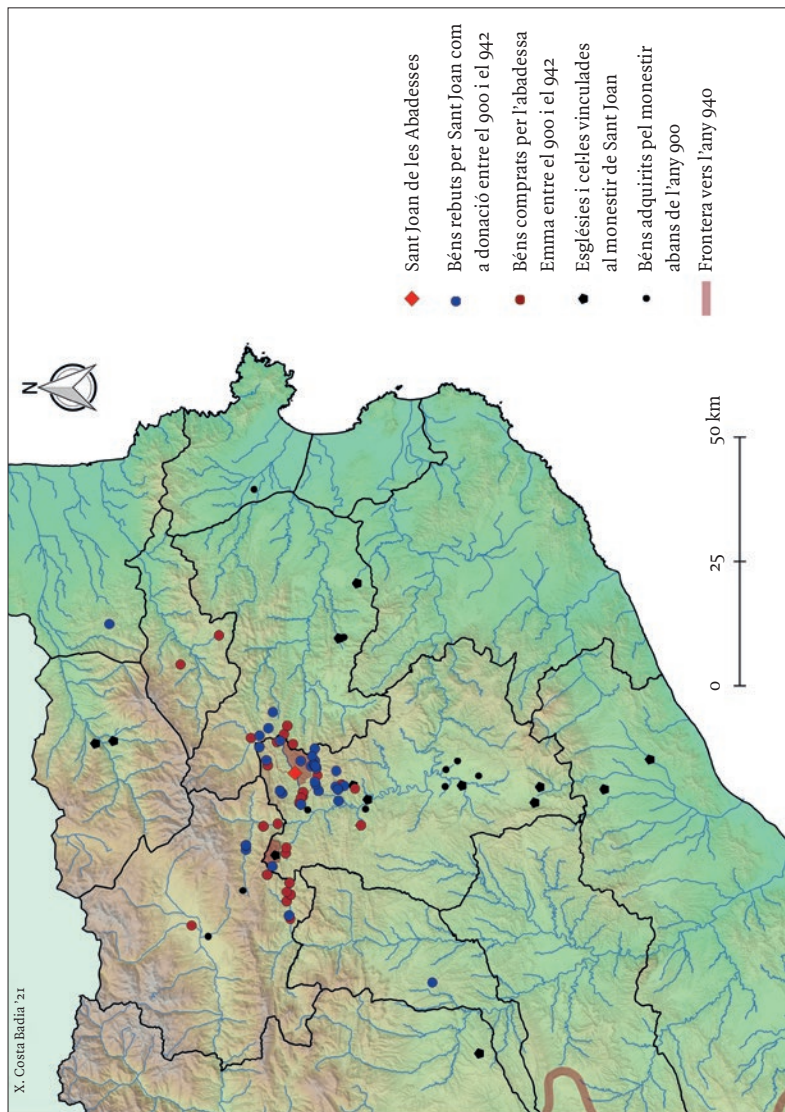 X. Costa Badia '21
N
Sant Joan de les Abadesses
Béns rebuts per Sant Joan com
a donació entre el 900 i el 942
Béns comprats per l'abadessa
Emma entre el 900 i el 942
Esglésies i cel·les vinculades
al monestir de Sant Joan
Béns adquirits pel monestir
abans de l'any 900
Frontera vers l'any 940
0 25 50 km